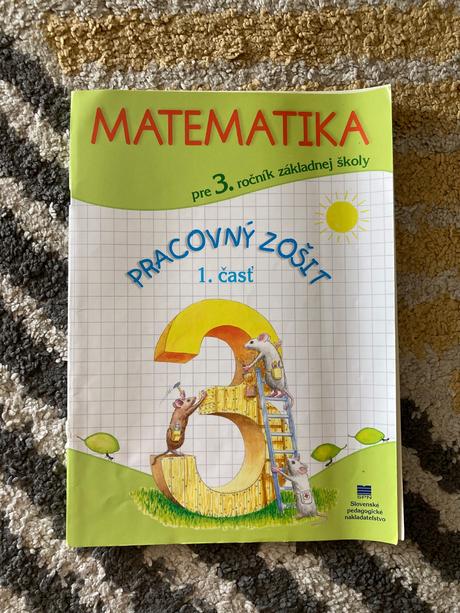 MATEMATIKA
pre 3. ročník základnej školy
PRACOVNÝ ZOŠIT
1. časť
SPN
Slovenské
pedagogické
nakladateľstvo